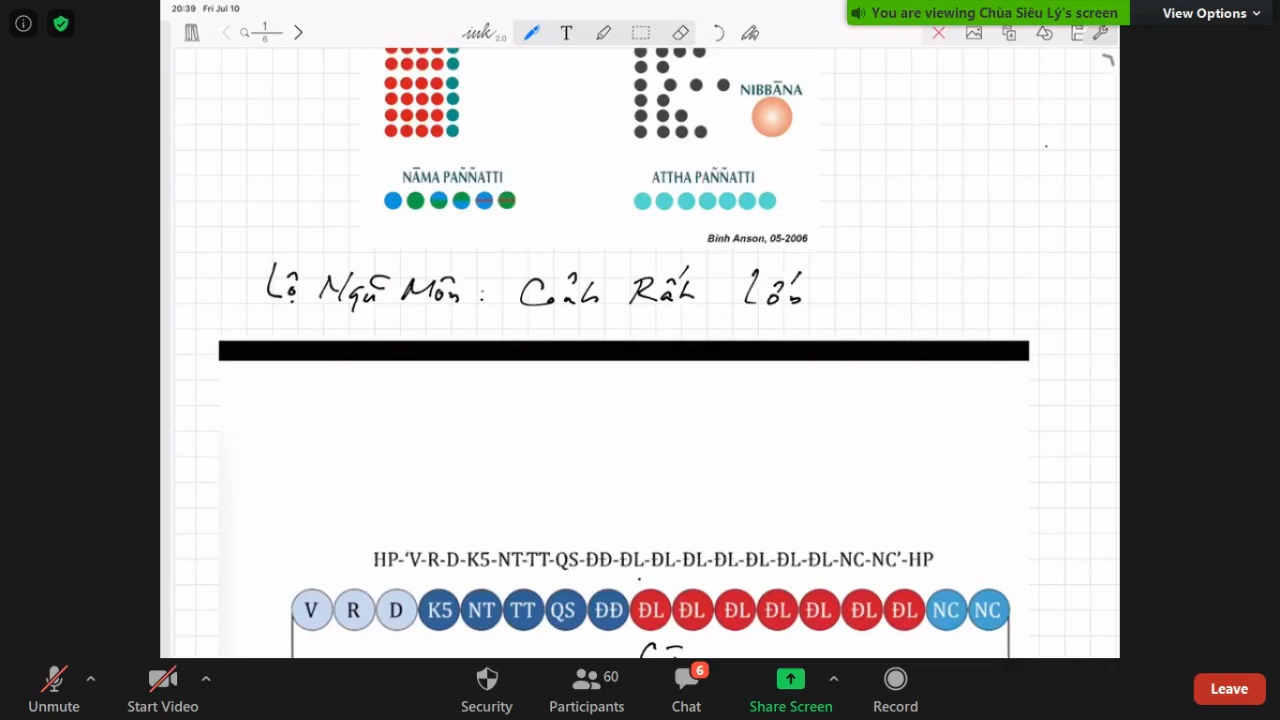 20:39 Fri Jul 10
You are viewing Chùa Siêu Lý's screen
View Options
1
6
ink 2.0
T
NIBBĀNA
NĀMA PAÑÑATTI
ATTHA PAÑÑATTI
Bình Anson, 05-2006
Lộ Ngũ Môn: Cảnh Rất Lớn
HP-'V-R-D-K5-NT-TT-QS-ĐĐ-ĐL-ĐL-ĐL-ĐL-ĐL-ĐL-ĐL-NC-NC'-HP
V R D K5 NT TT QS ĐĐ ĐL ĐL ĐL ĐL ĐL ĐL ĐL NC NC
Unmute
Start Video
Security
60
Participants
6
Chat
Share Screen
Record
Leave